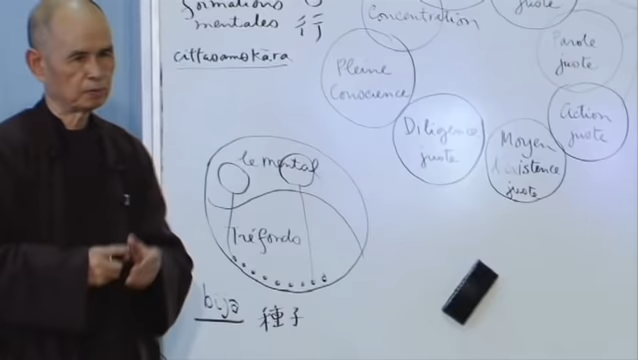 formations
mentales 行
cittasamskāra
Concentration
juste
Parole
juste
Pleine
Conscience
Diligence
juste
Moyen
d'existence
juste
Action
juste
le mental
Tréfonds
bija 種子